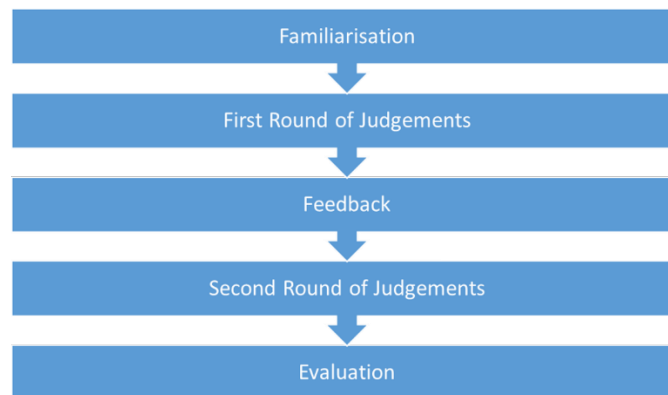 Familiarisation
First Round of Judgements
Feedback
Second Round of Judgements
Evaluation